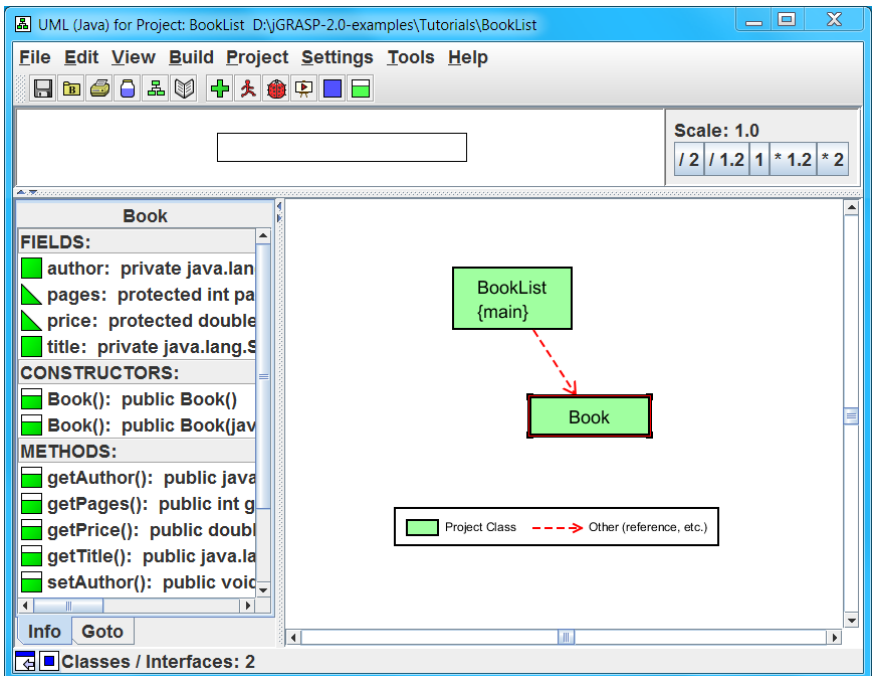 UML (Java) for Project: BookList D:\jGRASP-2.0-examples\Tutorials\BookList
File Edit View Build Project Settings Tools Help
B
Scale: 1.0
/ 2 / 1.2 1 * 1.2 * 2
Book
FIELDS:
author: private java.lan
pages: protected int pa
price: protected double
title: private java.lang.S
CONSTRUCTORS:
Book(): public Book()
Book(): public Book(jav
METHODS:
getAuthor(): public java
getPages(): public int g
getPrice(): public doubl
getTitle(): public java.la
setAuthor(): public void
Info Goto
BookList
{main}
Book
Project Class Other (reference, etc.)
Classes / Interfaces: 2